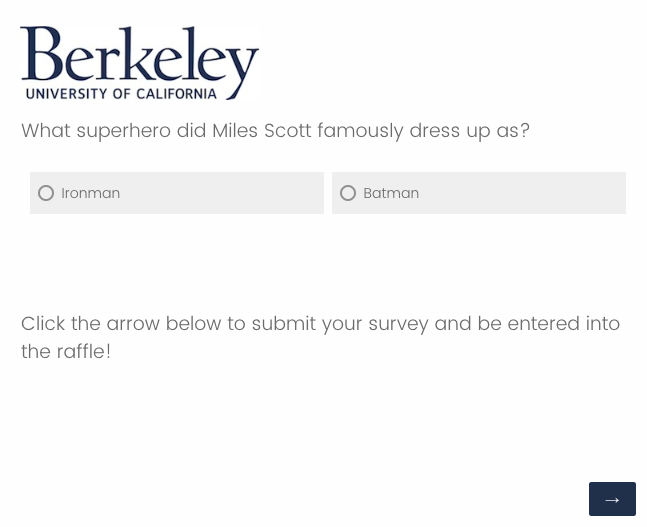 Berkeley
UNIVERSITY OF CALIFORNIA
What superhero did Miles Scott famously dress up as?
Ironman
Batman
Click the arrow below to submit your survey and be entered into
the raffle!
→